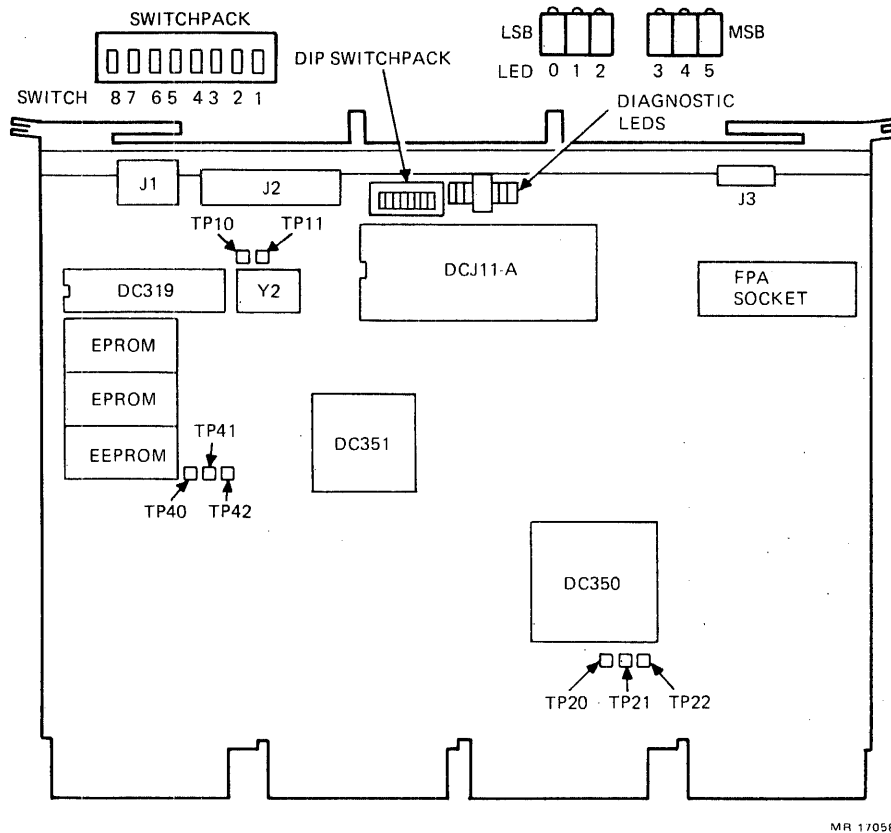 SWITCHPACK
SWITCH 8 7 6 5 4 3 2 1
DIP SWITCHPACK
LSB MSB
LED 0 1 2 3 4 5
DIAGNOSTIC
LEDS
J1
J2
J3
TP10 TP11
DC319
Y2
DCJ11-A
FPA
SOCKET
EPROM
EPROM
EEPROM
TP41
TP40 TP42
DC351
DC350
TP20 TP21 TP22
MR 17058